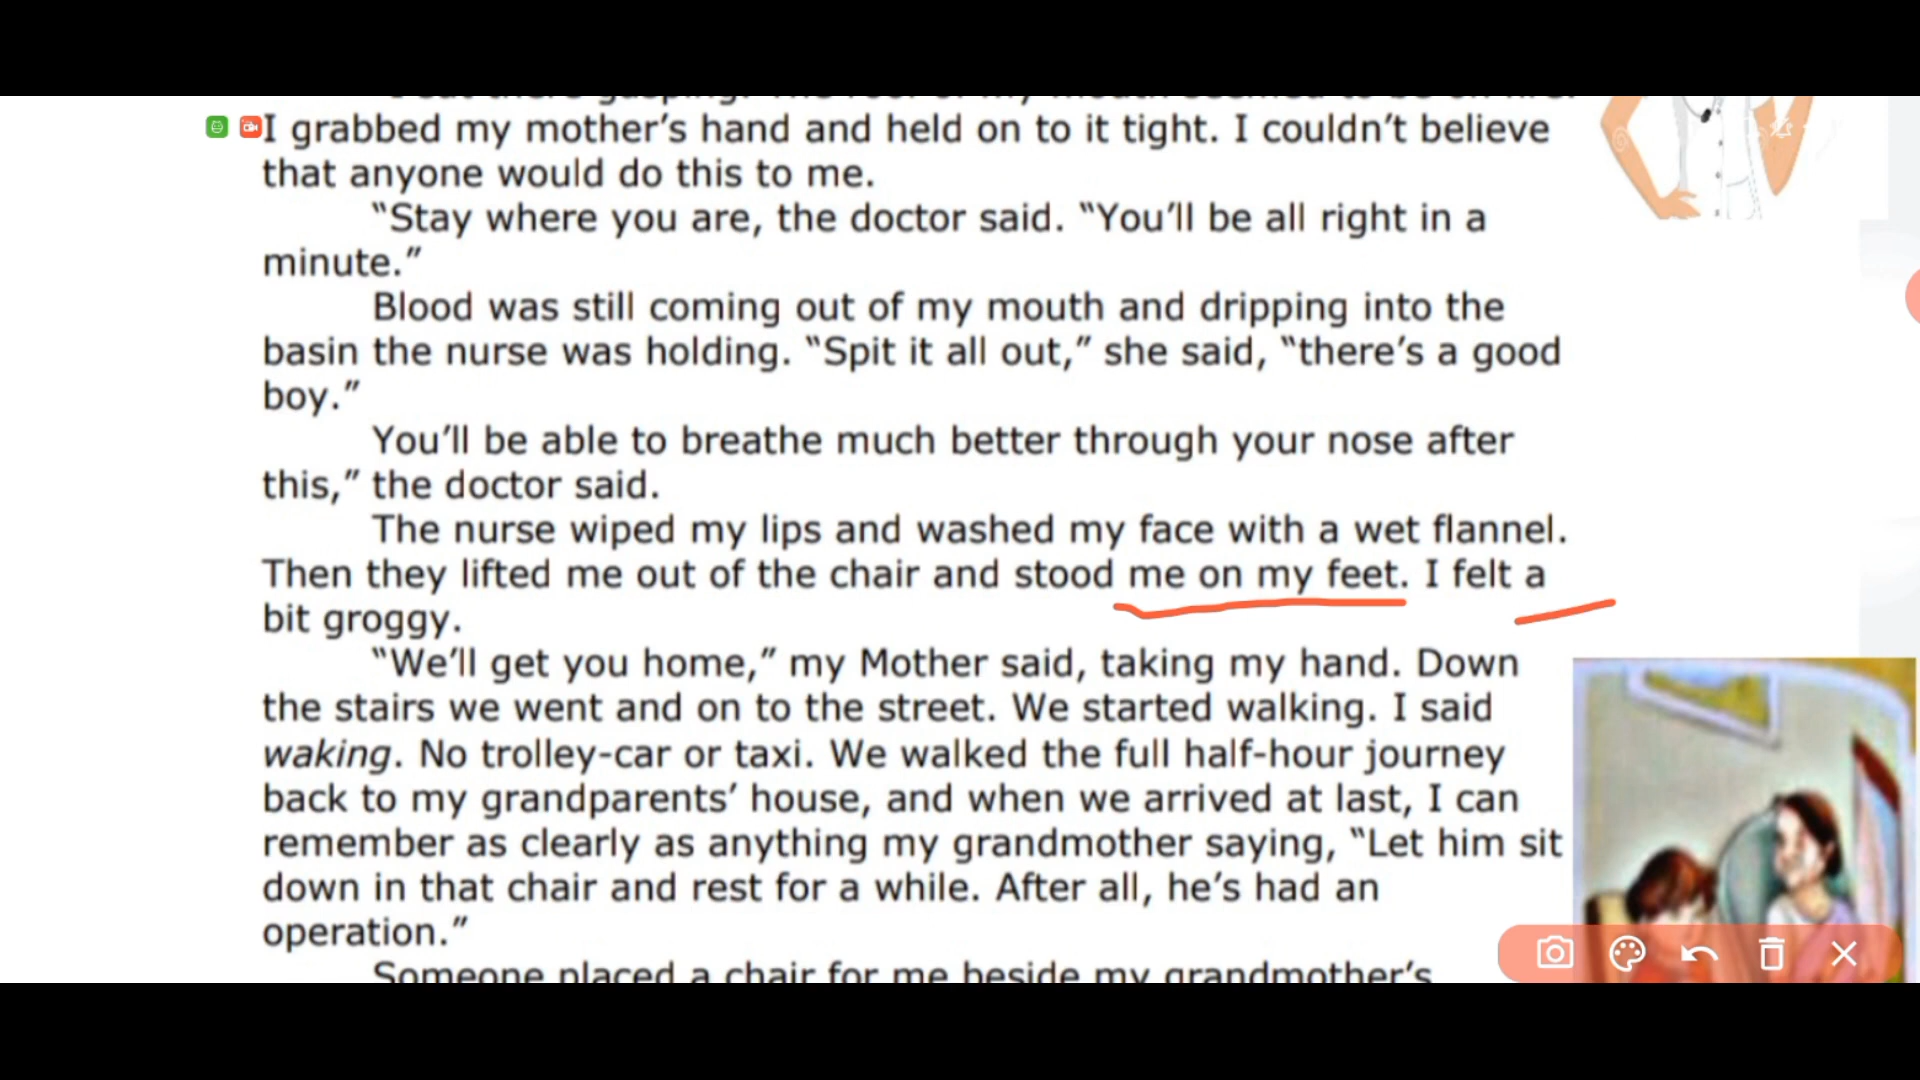 I grabbed my mother’s hand and held on to it tight. I couldn’t believe
that anyone would do this to me.
“Stay where you are, the doctor said. “You’ll be all right in a
minute.”
Blood was still coming out of my mouth and dripping into the
basin the nurse was holding. “Spit it all out,” she said, “there’s a good
boy.”
You’ll be able to breathe much better through your nose after
this,” the doctor said.
The nurse wiped my lips and washed my face with a wet flannel.
Then they lifted me out of the chair and stood me on my feet. I felt a
bit groggy.
“We’ll get you home,” my Mother said, taking my hand. Down
the stairs we went and on to the street. We started walking. I said
waking. No trolley-car or taxi. We walked the full half-hour journey
back to my grandparents’ house, and when we arrived at last, I can
remember as clearly as anything my grandmother saying, “Let him sit
down in that chair and rest for a while. After all, he’s had an
operation.”
Someone placed a chair for me beside my grandmother’s